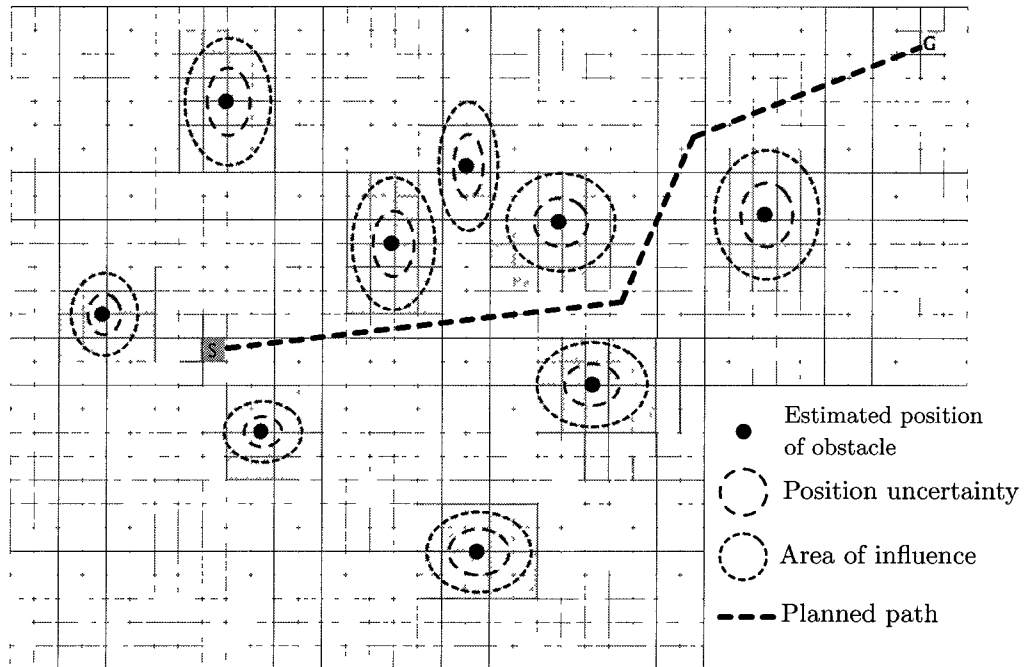 G
S
Estimated position
of obstacle
Position uncertainty
Area of influence
Planned path